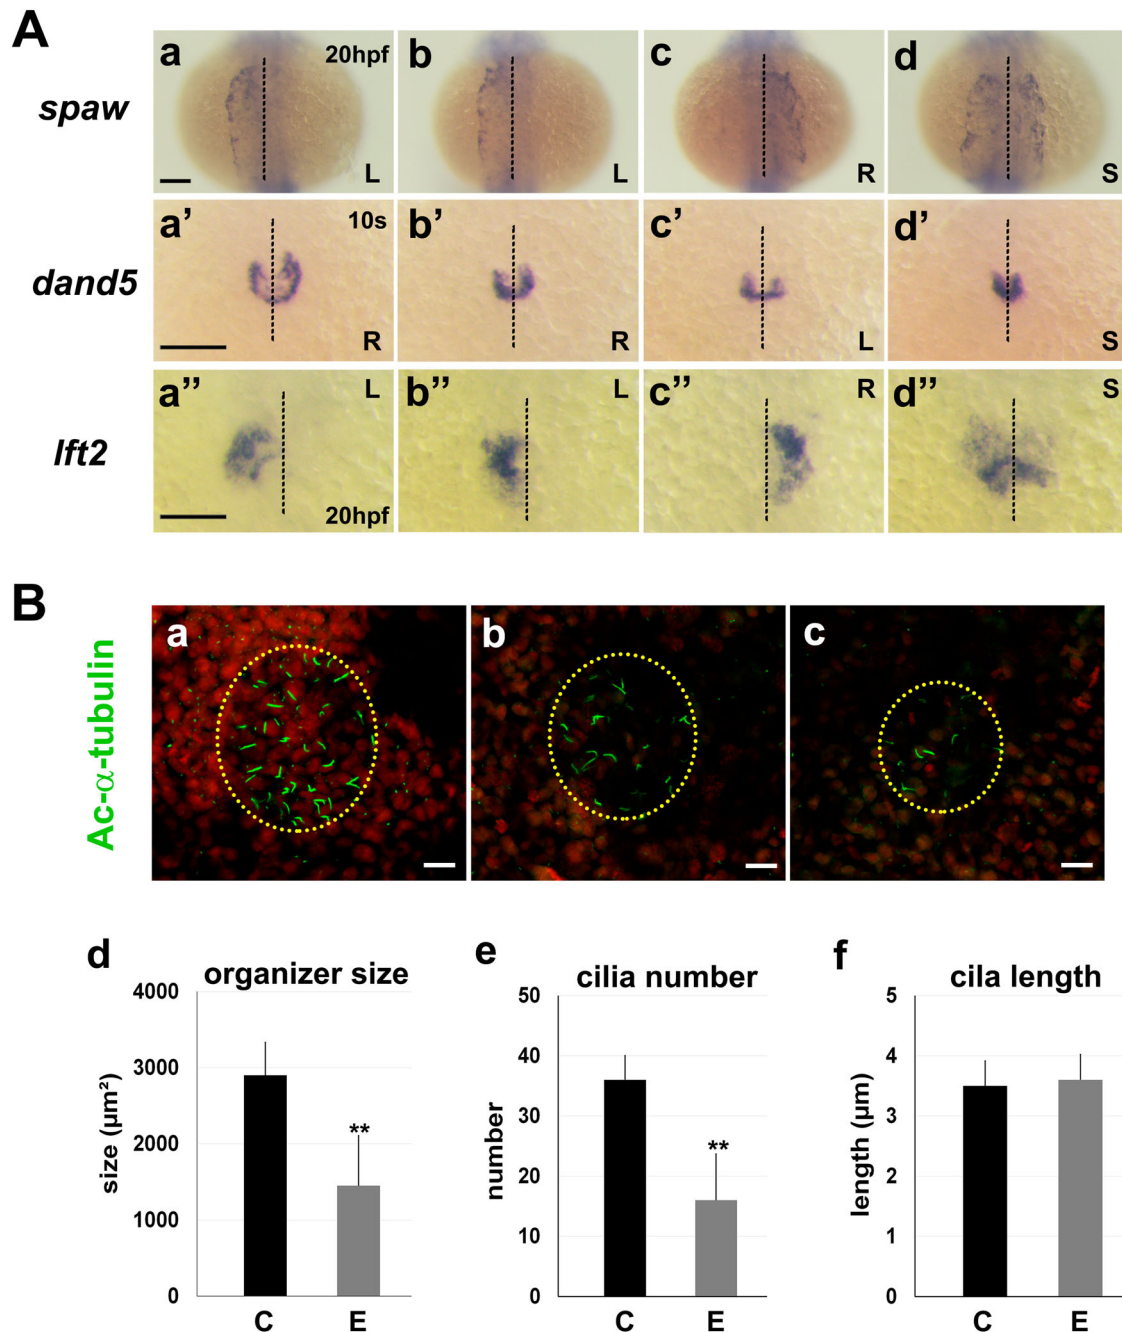 A
a 20hpf b c d
spaw
L L R S
a’ 10s b’ c’ d’
dand5
R R L S
a” L b” L c” R d” S
lft2
20hpf
B
a b c
Ac-α-tubulin
d e f
organizer size
4000
3000
2000
1000
0
size (µm²)
**
C E
cilia number
50
40
30
20
10
0
number
**
C E
cila length
5
4
3
2
1
0
length (µm)
C E